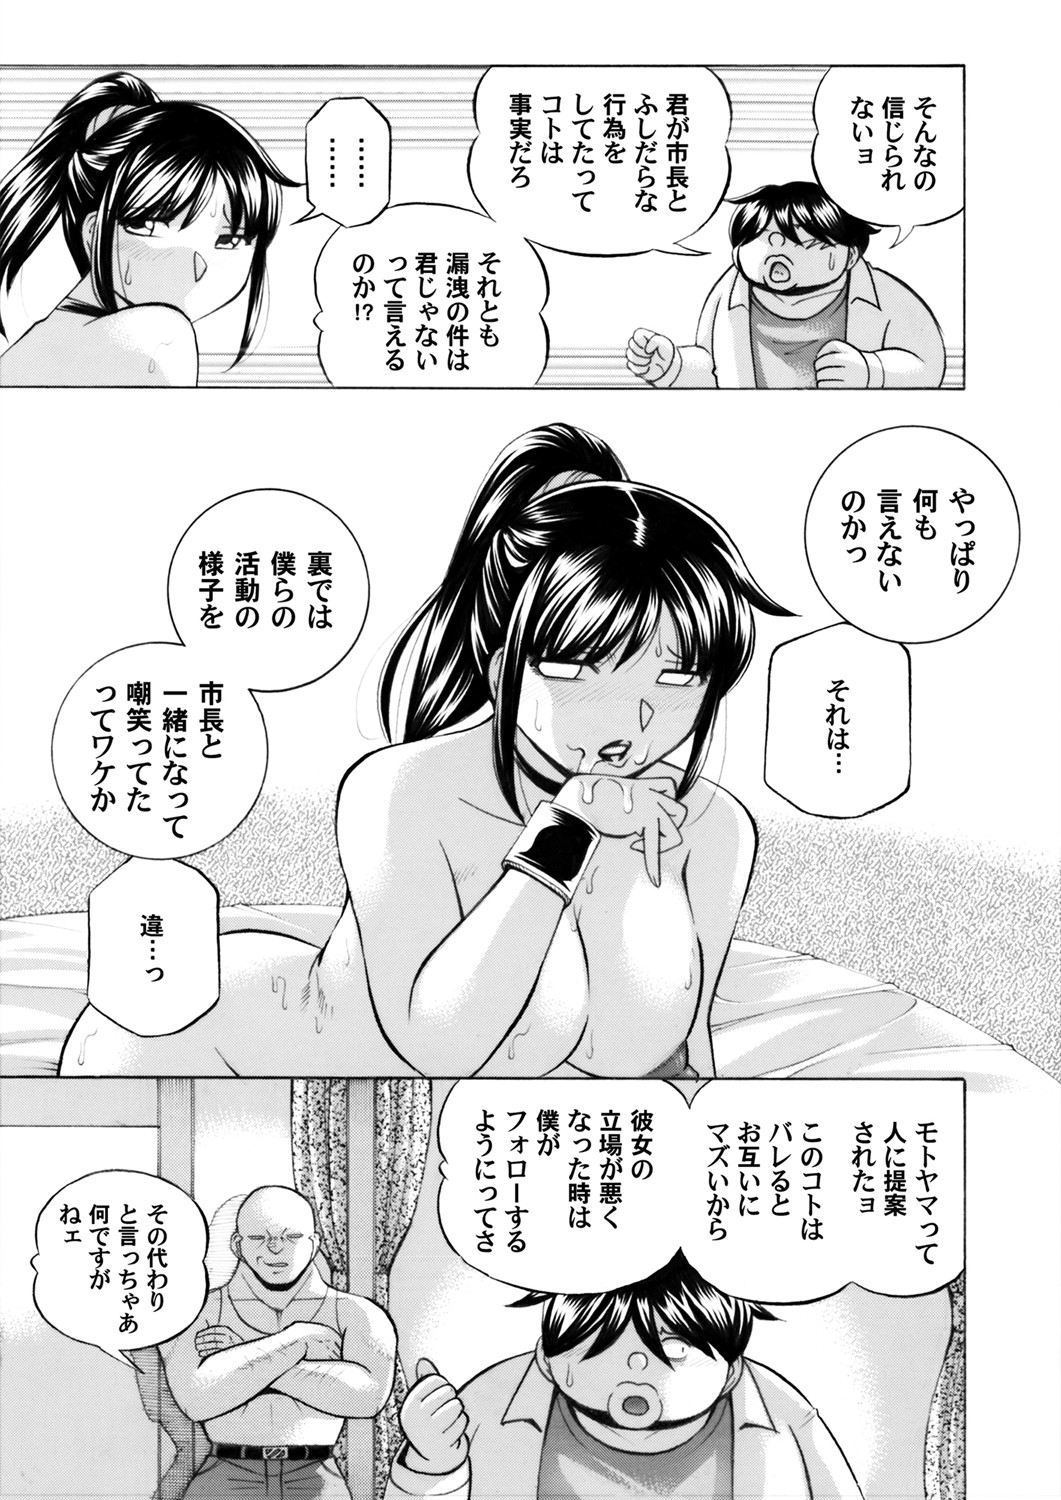 そんなの
信じられ
ないヨ
君が市長と
ふしだらな
行為を
してたって
コトは
事実だろ
……
……
それとも
漏洩の件は
君じゃない
って言える
のか!?
やっぱり
何も
言えない
のかっ
それは…
裏では
僕らの
活動の
様子を
市長と
一緒になって
嘲笑ってた
ってワケか
違…っ
モトヤマって
人に提案
されたヨ
このコトは
バレると
お互いに
マズいから
彼女の
立場が悪く
なった時は
僕が
フォローする
ようにってさ
その代わり
と言っちゃあ
何ですが
ねェ